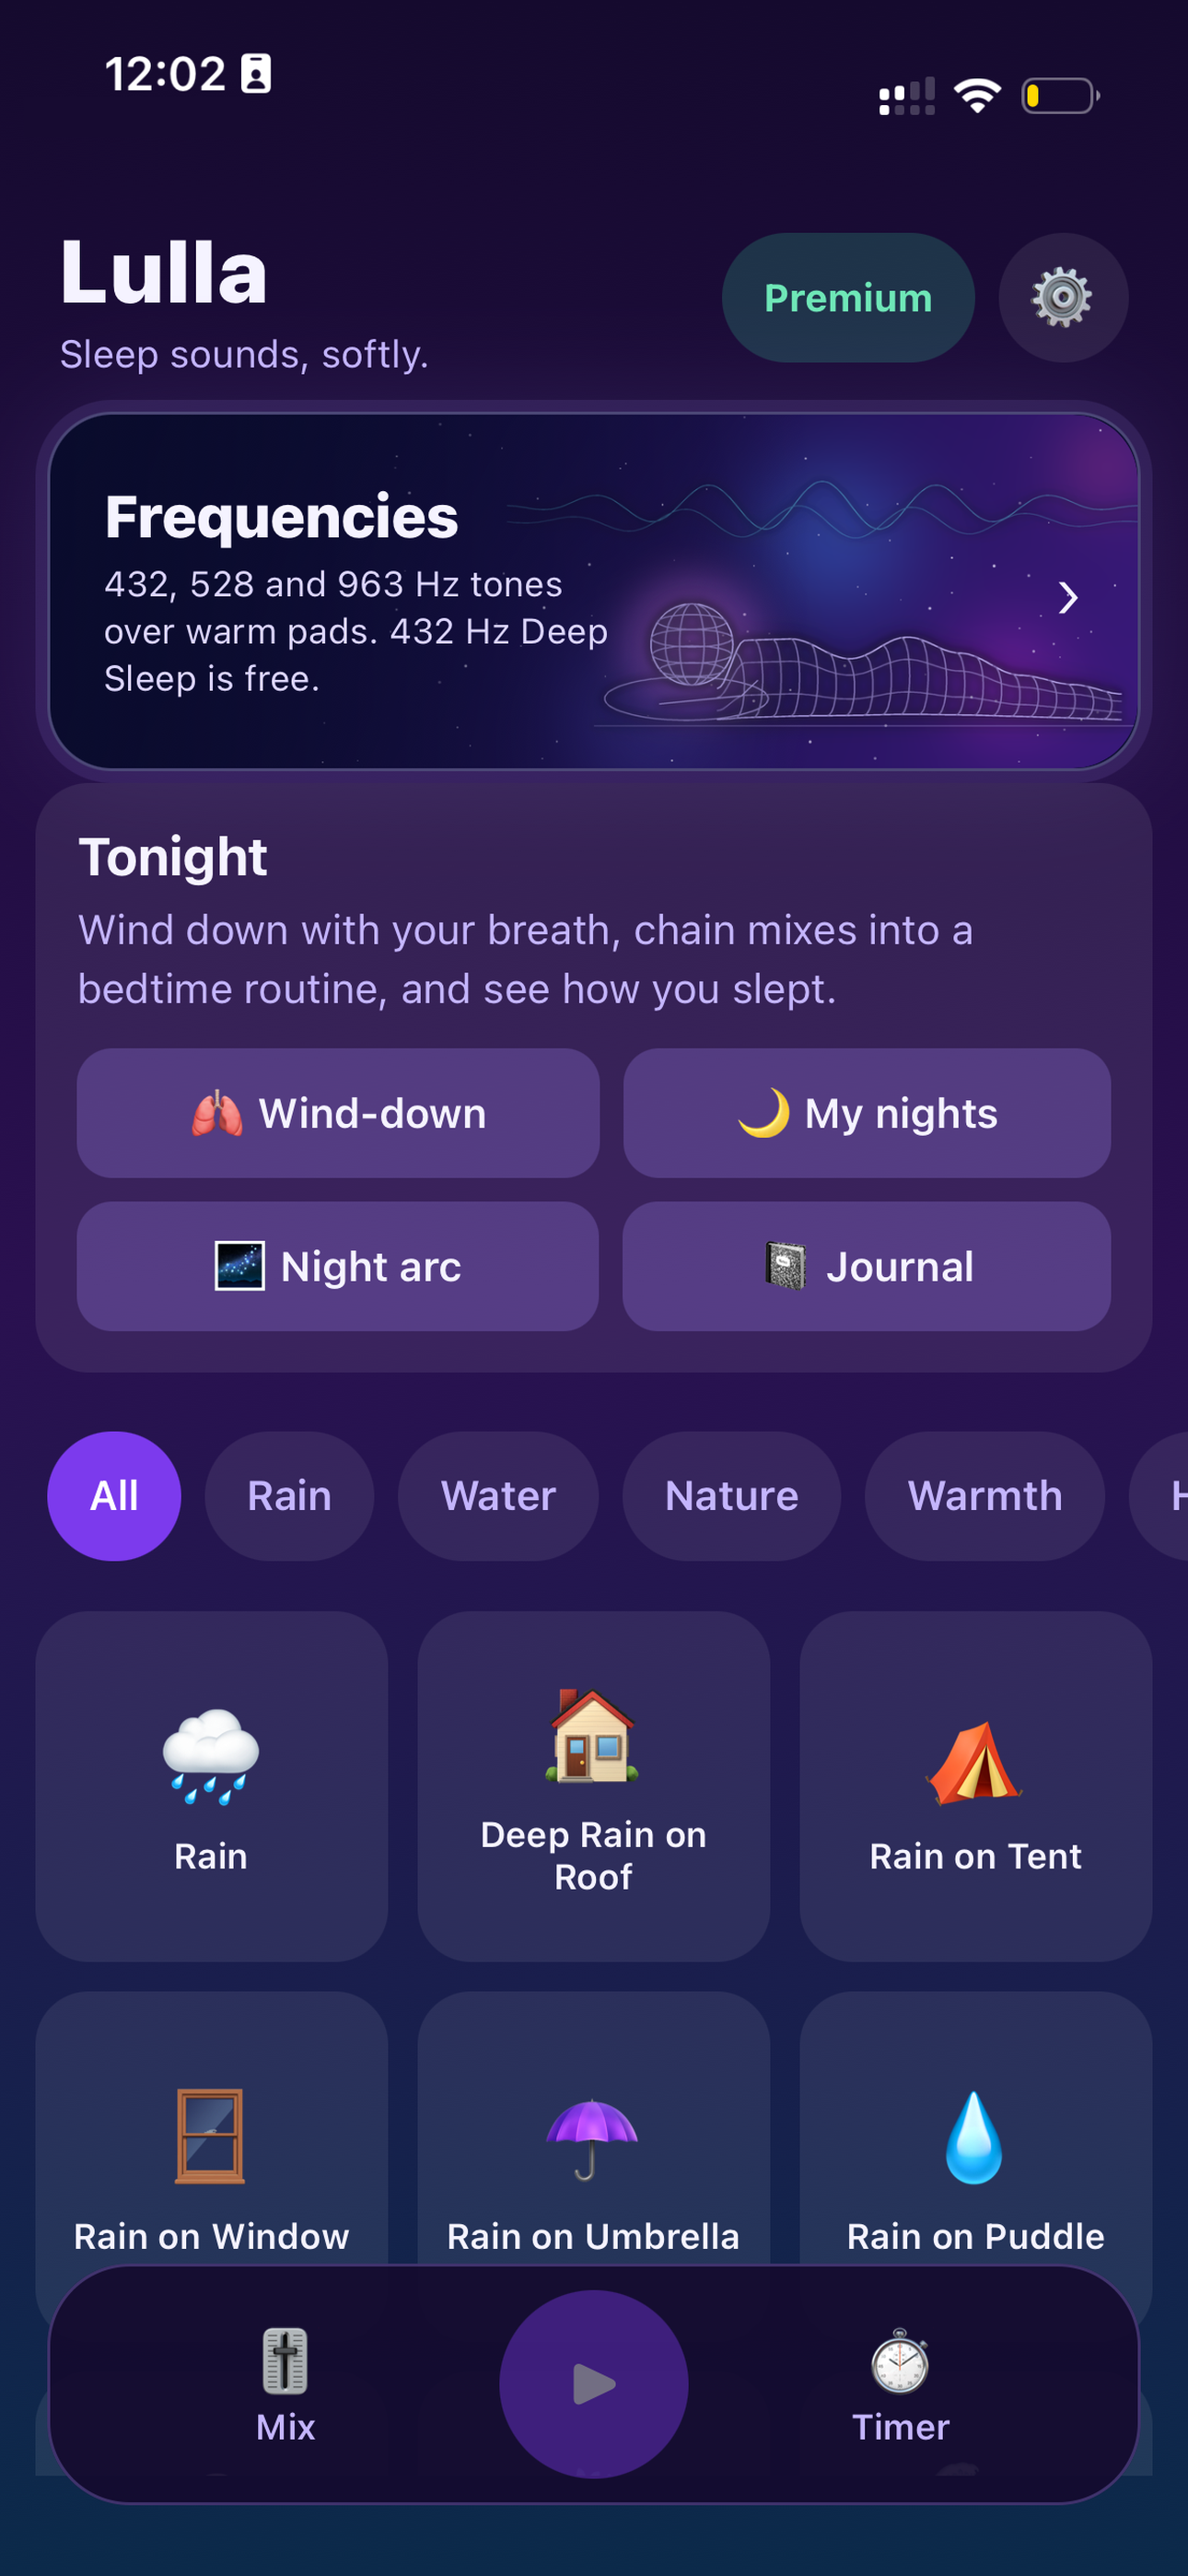 12:02
Lulla
Premium
Sleep sounds, softly.
Frequencies
432, 528 and 963 Hz tones
over warm pads. 432 Hz Deep
Sleep is free.
Tonight
Wind down with your breath, chain mixes into a
bedtime routine, and see how you slept.
Wind-down
My nights
Night arc
Journal
All
Rain
Water
Nature
Warmth
Rain
Deep Rain on
Roof
Rain on Tent
Rain on Window
Rain on Umbrella
Rain on Puddle
Mix
Timer